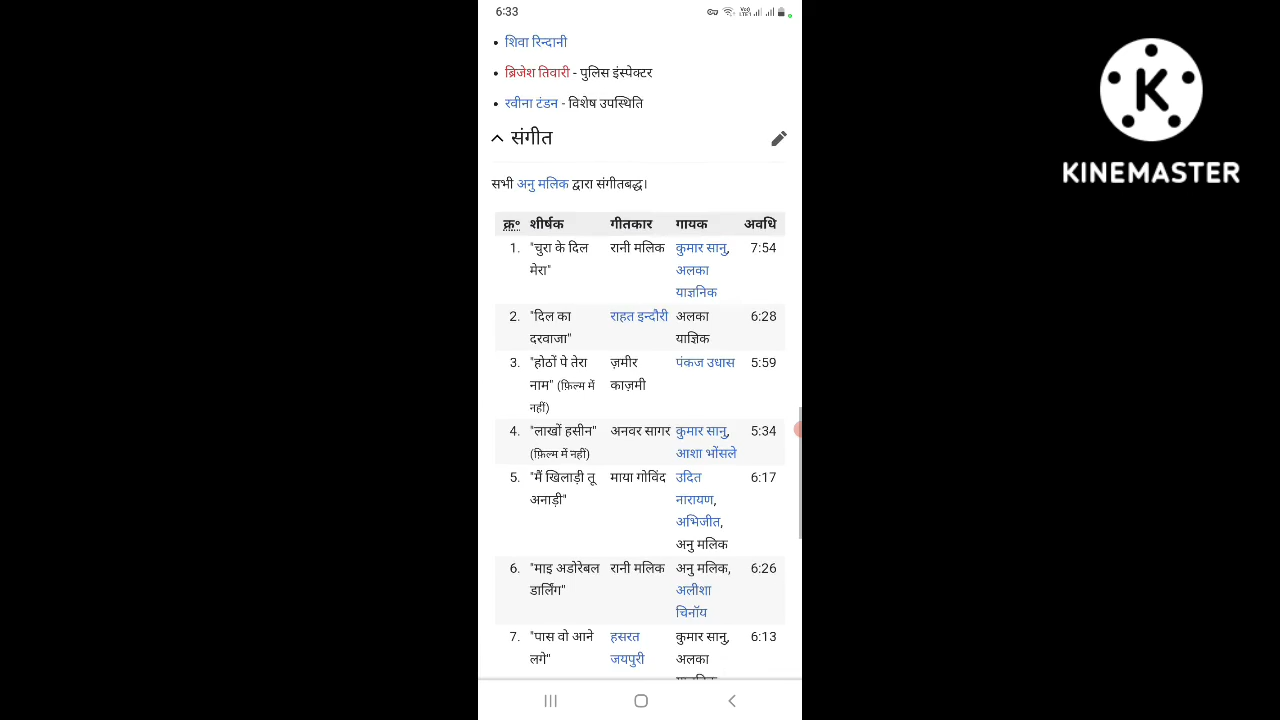 6:33
शिवा रिन्दानी
ब्रिजेश तिवारी - पुलिस इंस्पेक्टर
रवीना टंडन - विशेष उपस्थिति
संगीत
सभी अनु मलिक द्वारा संगीतबद्ध।
क्र० शीर्षक गीतकार गायक अवधि
1. "चुरा के दिल रानी मलिक कुमार सानु, 7:54
मेरा" अलका
याज्ञनिक
2. "दिल का राहत इन्दौरी अलका 6:28
दरवाजा" याज्ञिक
3. "होठों पे तेरा ज़मीर पंकज उधास 5:59
नाम" (फ़िल्म में काज़मी
नहीं)
4. "लाखों हसीन" अनवर सागर कुमार सानु, 5:34
(फ़िल्म में नहीं) आशा भोंसले
5. "मैं खिलाड़ी तू माया गोविंद उदित 6:17
अनाड़ी" नारायण,
अभिजीत,
अनु मलिक
6. "माइ अडोरेबल रानी मलिक अनु मलिक, 6:26
डार्लिंग" अलीशा
चिनॉय
7. "पास वो आने हसरत कुमार सानु, 6:13
लगे" जयपुरी अलका
KINEMASTER